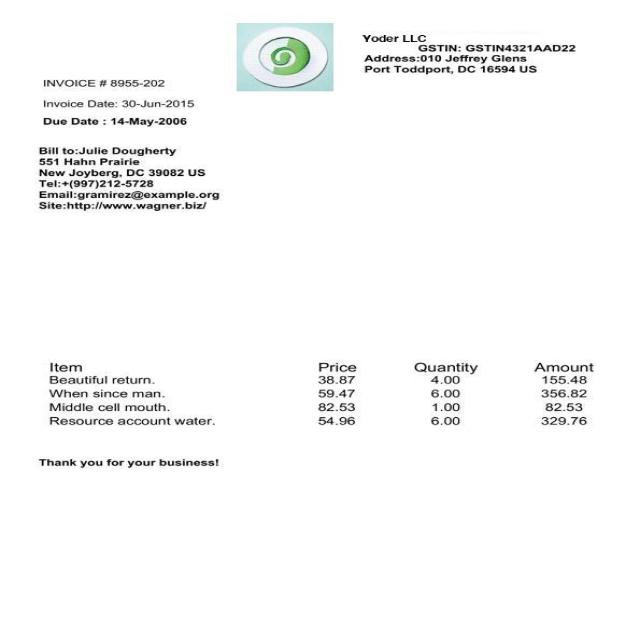 Yoder LLC
GSTIN: GSTIN4321AAD22
Address:010 Jeffrey Glens
Port Toddport, DC 16594 US
INVOICE # 8955-202
Invoice Date: 30-Jun-2015
Due Date : 14-May-2006
Bill to:Julie Dougherty
551 Hahn Prairie
New Joyberg, DC 39082 US
Tel:+(997)212-5728
Email:gramirez@example.org
Site:http://www.wagner.biz/
Item Price Quantity Amount
Beautiful return. 38.87 4.00 155.48
When since man. 59.47 6.00 356.82
Middle cell mouth. 82.53 1.00 82.53
Resource account water. 54.96 6.00 329.76
Thank you for your business!